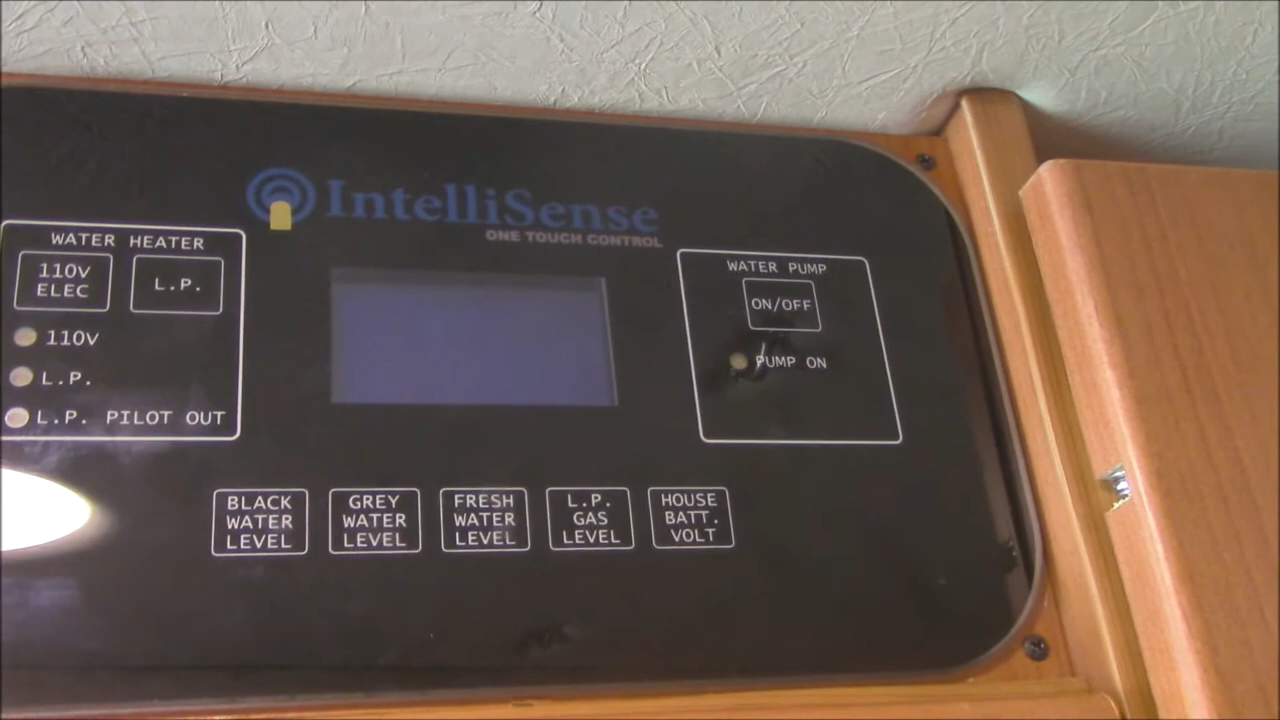 IntelliSense
ONE TOUCH CONTROL
WATER HEATER
110V
ELEC
L.P.
110V
L.P.
L.P. PILOT OUT
WATER PUMP
ON/OFF
PUMP ON
BLACK
WATER
LEVEL
GREY
WATER
LEVEL
FRESH
WATER
LEVEL
L.P.
GAS
LEVEL
HOUSE
BATT.
VOLT